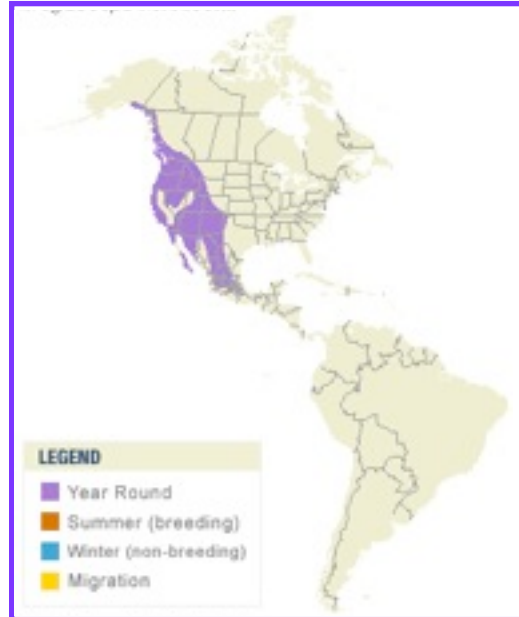 LEGEND
Year Round
Summer (breeding)
Winter (non-breeding)
Migration